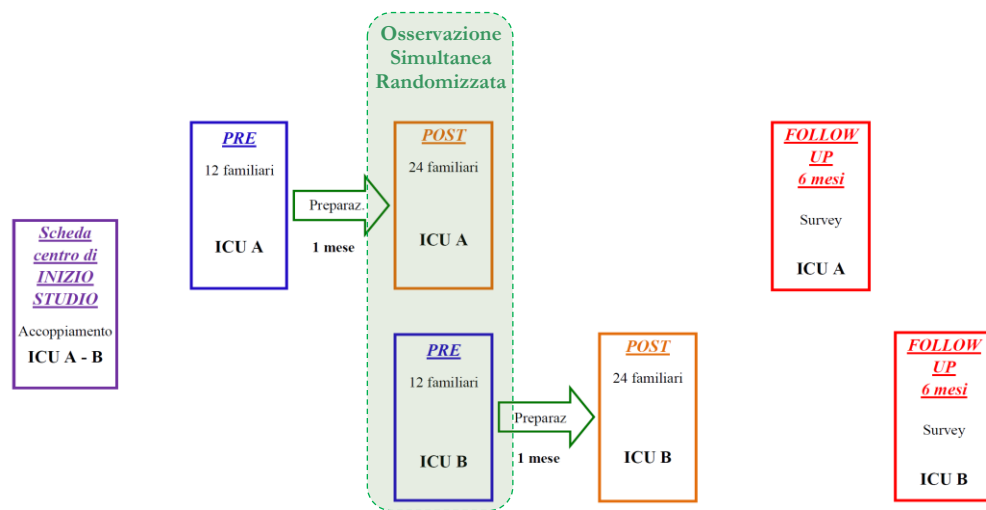 Osservazione
Simultanea
Randomizzata
PRE
12 familiari
ICU A
Preparaz.
1 mese
POST
24 familiari
ICU A
FOLLOW
UP
6 mesi
Survey
ICU A
Scheda
centro di
INIZIO
STUDIO
Accoppiamento
ICU A - B
PRE
12 familiari
ICU B
Preparaz
1 mese
POST
24 familiari
ICU B
FOLLOW
UP
6 mesi
Survey
ICU B